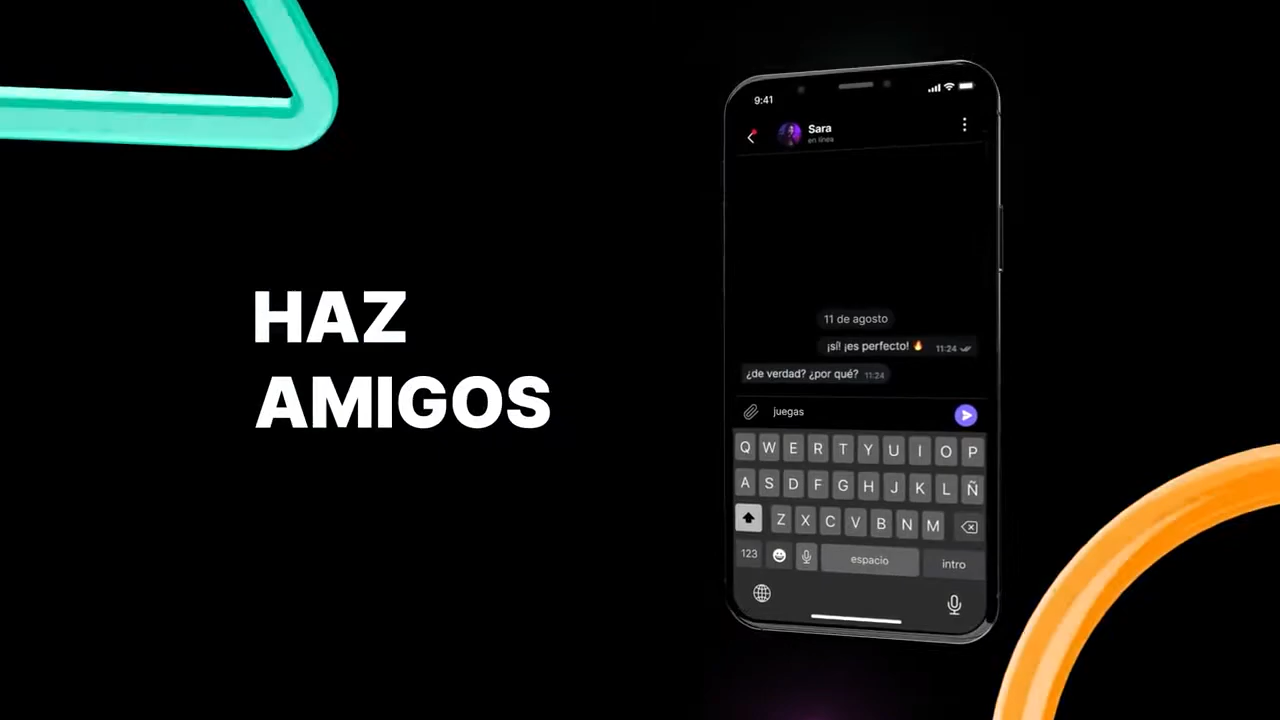 HAZ
AMIGOS
9:41
Sara
en línea
11 de agosto
¡sí! ¡es perfecto! 🔥 11:24
¿de verdad? ¿por qué? 11:24
juegas
Q W E R T Y U I O P
A S D F G H J K L Ñ
Z X C V B N M
123 espacio intro